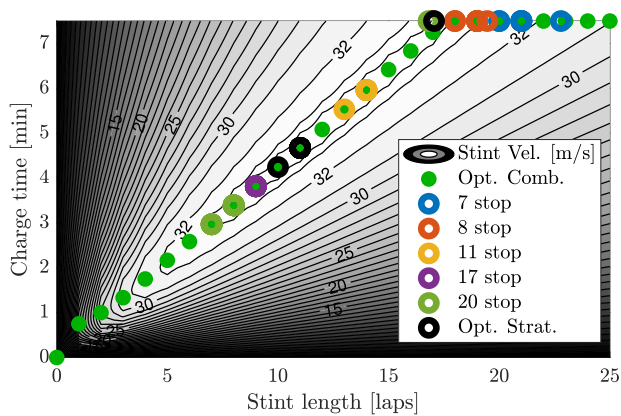 7
6
5
4
3
2
1
0
Charge time [min]
0
5
10
15
20
25
Stint length [laps]
15
20
25
30
32
32
30
32
32
30
25
20
15
30
25
Stint Vel. [m/s]
Opt. Comb.
7 stop
8 stop
11 stop
17 stop
20 stop
Opt. Strat.